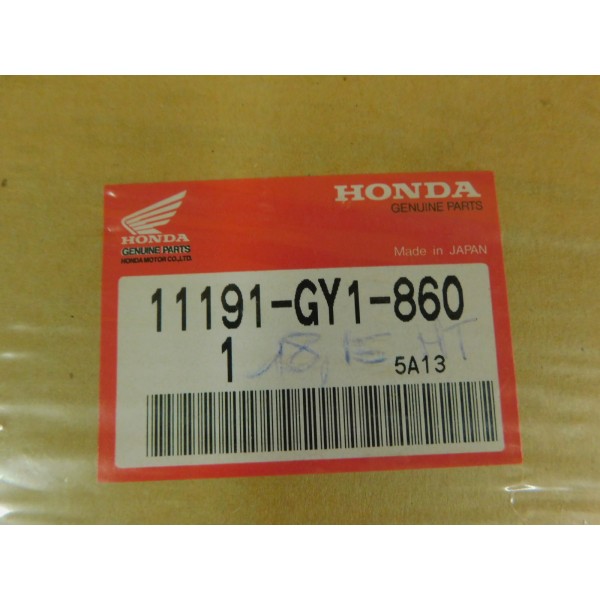 HONDA
GENUINE PARTS
HONDA MOTOR CO.,LTD.
HONDA
GENUINE PARTS
Made in JAPAN
11191-GY1-860
1 18,15 HT
5A13